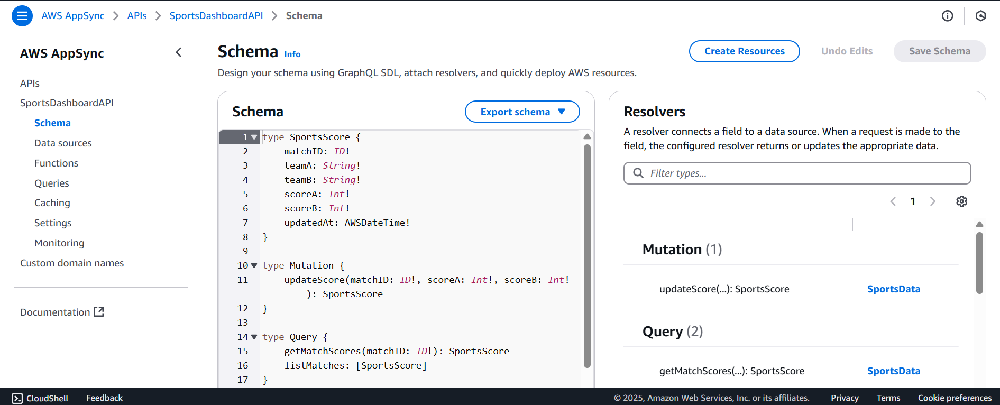 AWS AppSync > APIs > SportsDashboardAPI > Schema
AWS AppSync
APIs
SportsDashboardAPI
Schema
Data sources
Functions
Queries
Caching
Settings
Monitoring
Custom domain names
Documentation
Schema Info
Create Resources
Undo Edits
Save Schema
Design your schema using GraphQL SDL, attach resolvers, and quickly deploy AWS resources.
Schema
Export schema
1 type SportsScore {
2 matchID: ID!
3 teamA: String!
4 teamB: String!
5 scoreA: Int!
6 scoreB: Int!
7 updatedAt: AWSDateTime!
8 }
9
10 type Mutation {
11 updateScore(matchID: ID!, scoreA: Int!, scoreB: Int!
): SportsScore
12 }
13
14 type Query {
15 getMatchScores(matchID: ID!): SportsScore
16 listMatches: [SportsScore]
17 }
Resolvers
A resolver connects a field to a data source. When a request is made to the
field, the configured resolver returns or updates the appropriate data.
Filter types...
1
Mutation (1)
updateScore(...): SportsScore SportsData
Query (2)
getMatchScores(...): SportsScore SportsData
CloudShell Feedback © 2025, Amazon Web Services, Inc. or its affiliates. Privacy Terms Cookie preferences